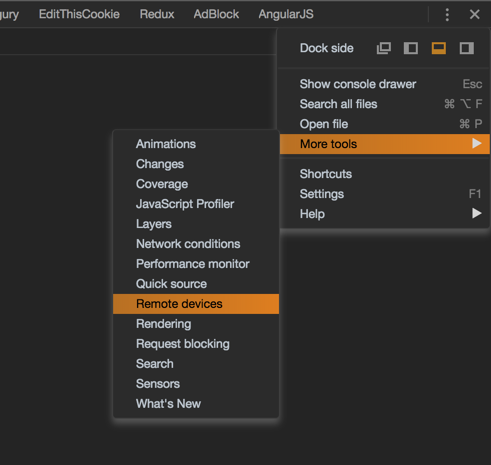 gury EditThisCookie Redux AdBlock AngularJS
Dock side
Show console drawer Esc
Search all files ⌘ ⌥ F
Open file ⌘ P
More tools ▶
Shortcuts
Settings F1
Help ▶
Animations
Changes
Coverage
JavaScript Profiler
Layers
Network conditions
Performance monitor
Quick source
Remote devices
Rendering
Request blocking
Search
Sensors
What's New